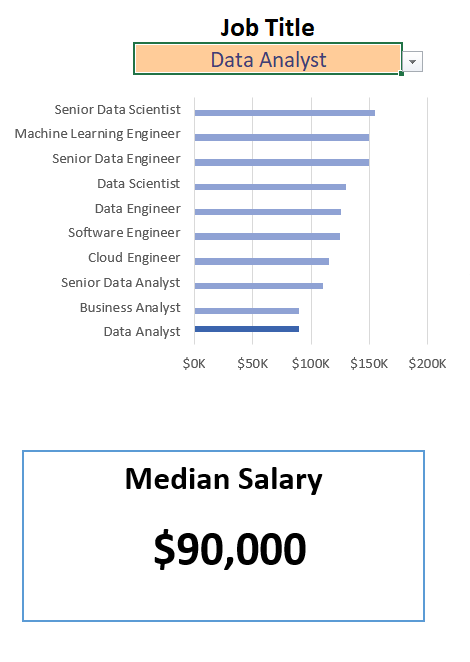 Job Title
Data Analyst
Senior Data Scientist
Machine Learning Engineer
Senior Data Engineer
Data Scientist
Data Engineer
Software Engineer
Cloud Engineer
Senior Data Analyst
Business Analyst
Data Analyst
$0K $50K $100K $150K $200K
Median Salary
$90,000